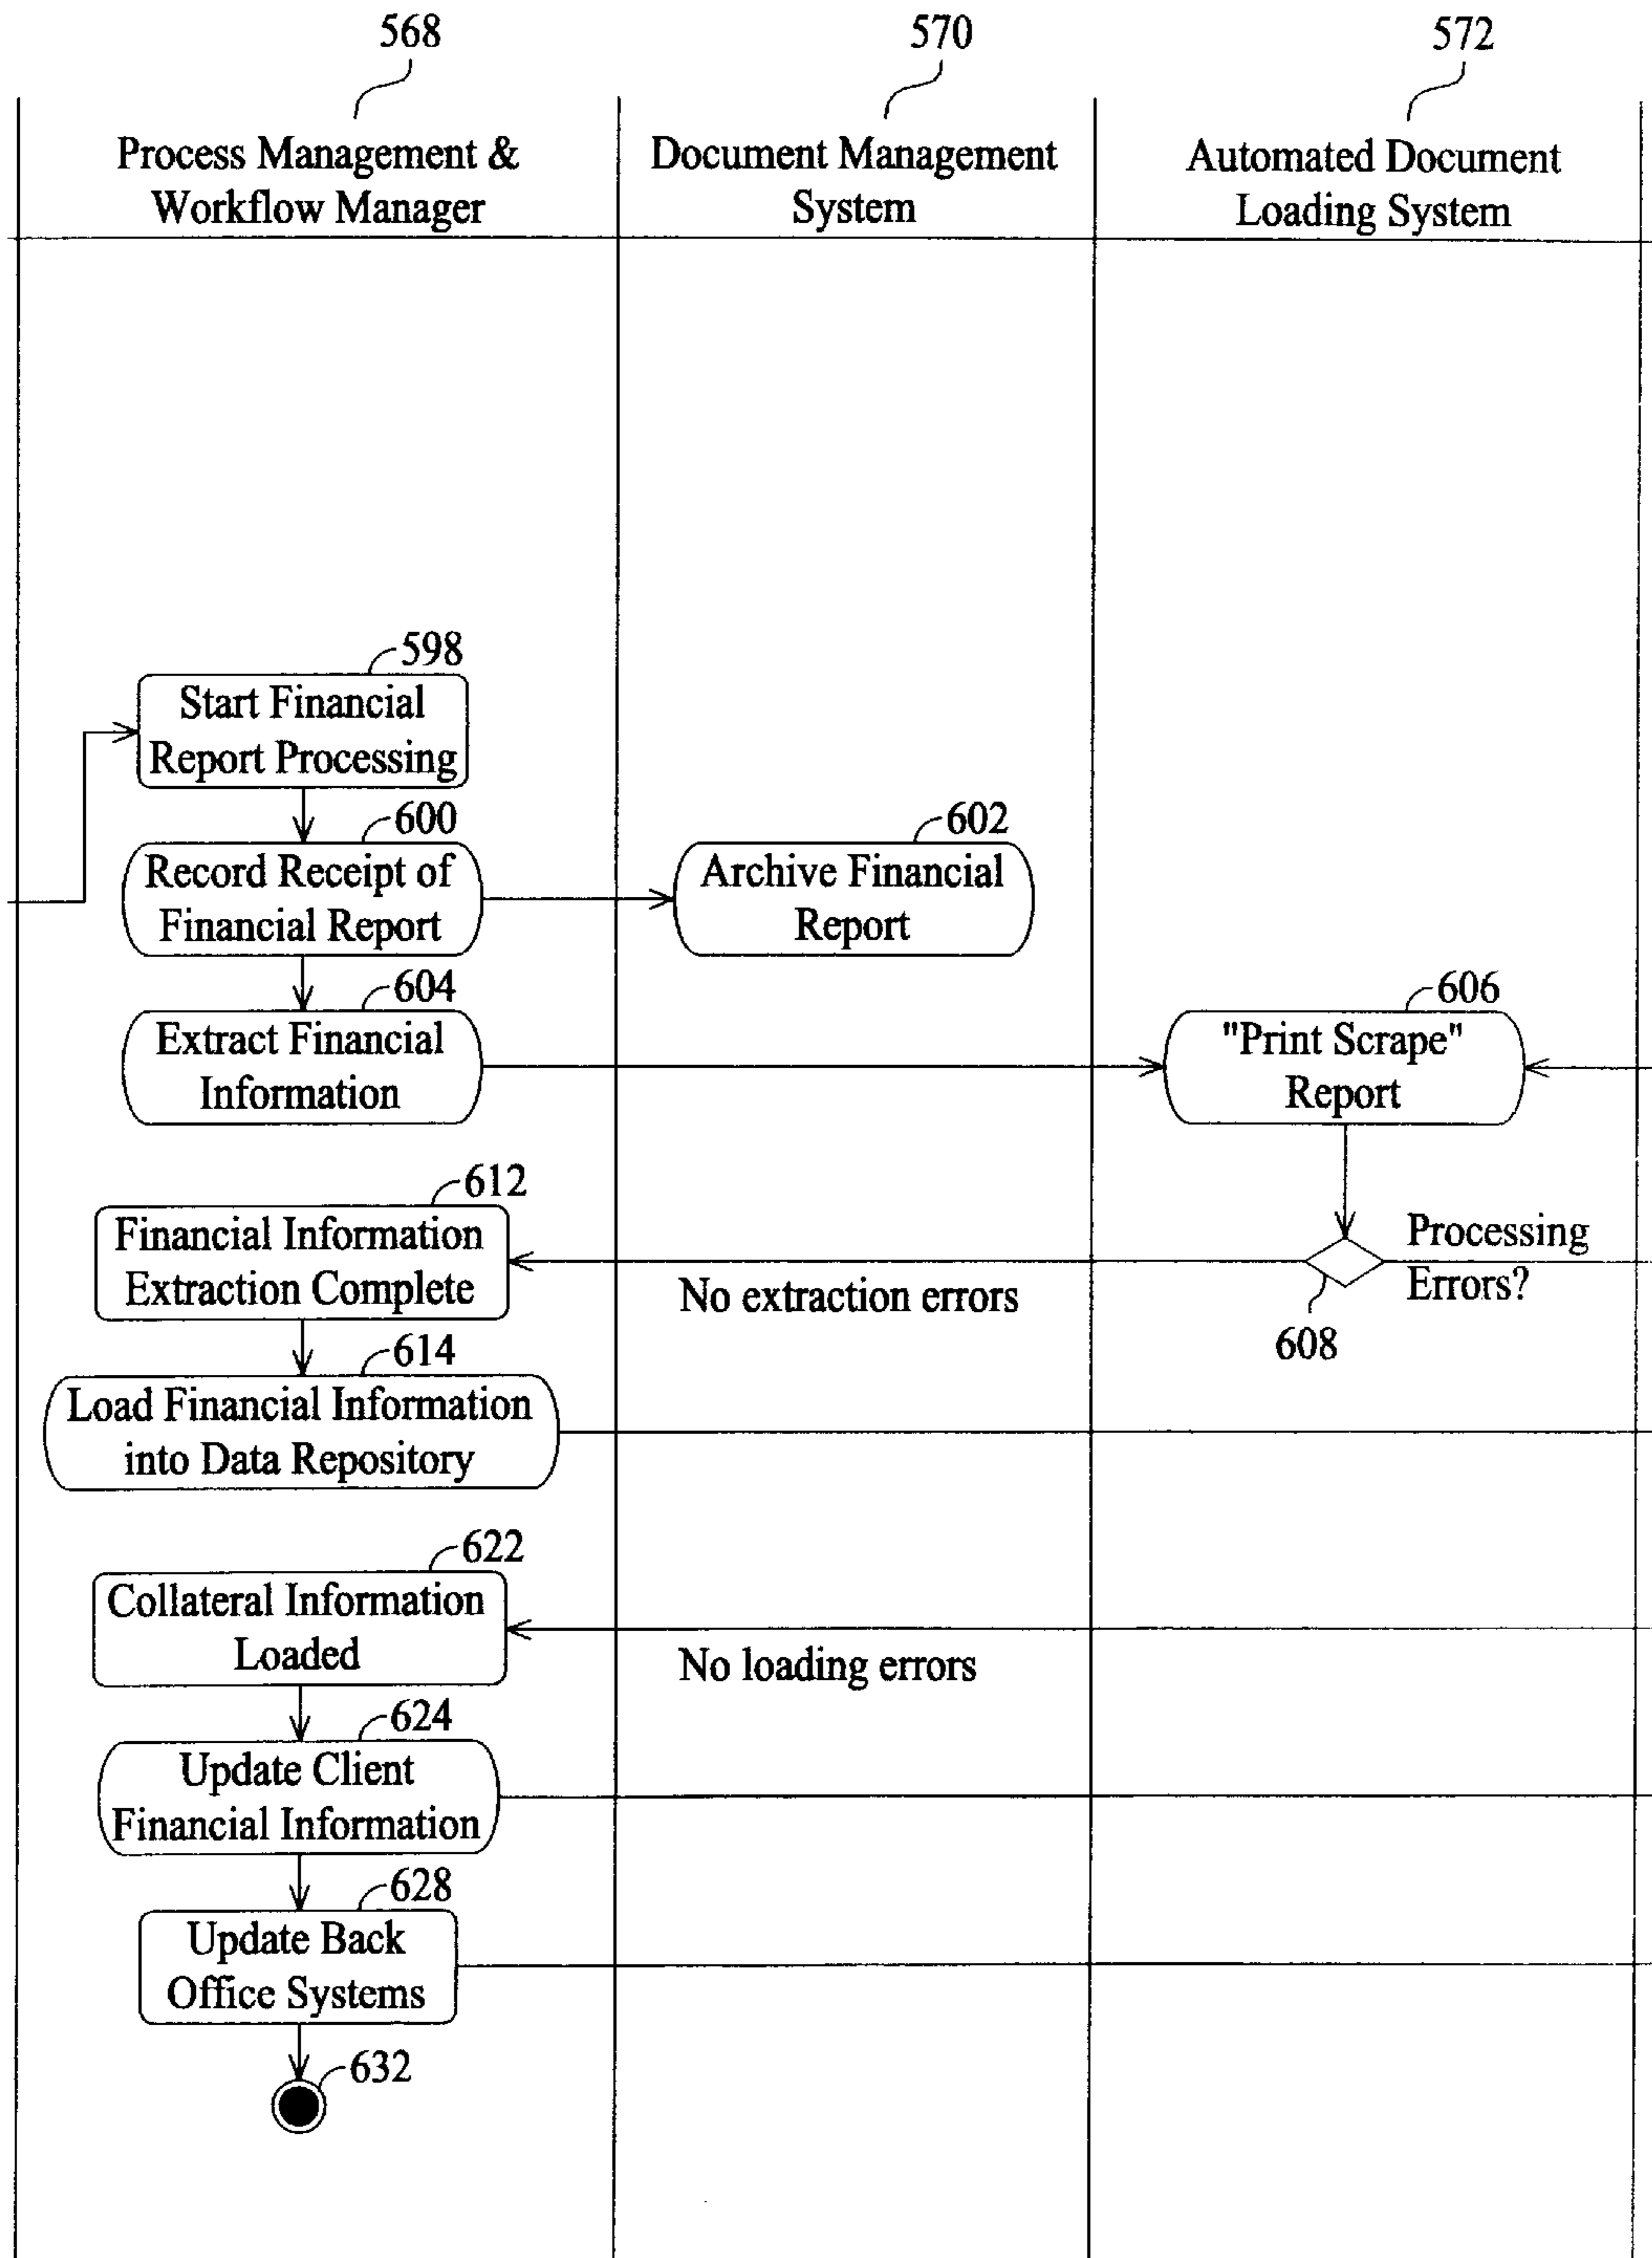 568
570
572
Process Management &
Workflow Manager
Document Management
System
Automated Document
Loading System
598
Start Financial
Report Processing
600
Record Receipt of
Financial Report
602
Archive Financial
Report
604
Extract Financial
Information
606
"Print Scrape"
Report
612
Financial Information
Extraction Complete
No extraction errors
Processing
Errors?
608
614
Load Financial Information
into Data Repository
622
Collateral Information
Loaded
No loading errors
624
Update Client
Financial Information
628
Update Back
Office Systems
632